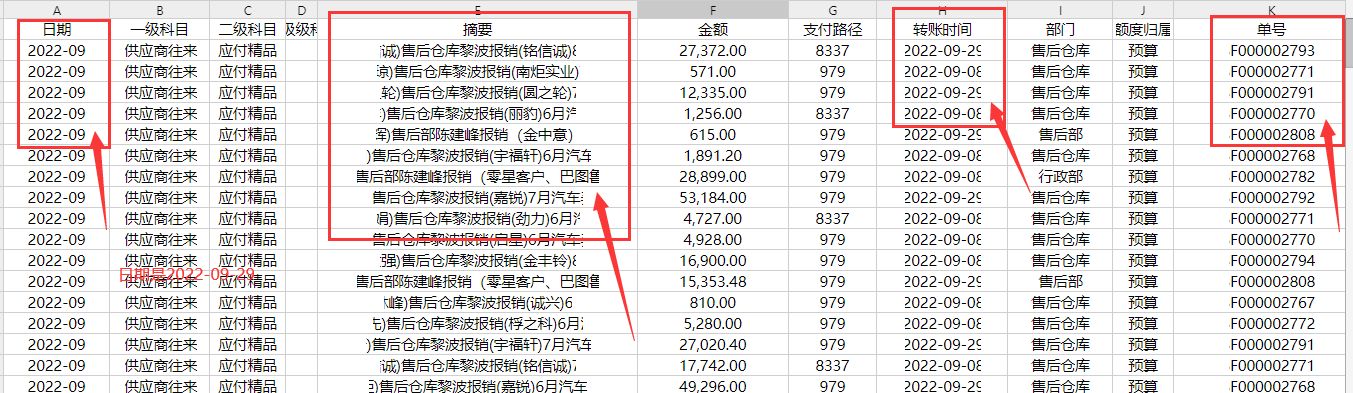 A B C D E F G H I J K
日期 一级科目 二级科目 及级科 摘要 金额 支付路径 转账时间 部门 额度归属 单号
2022-09 供应商往来 应付精品 诚)售后仓库黎波报销(铭信诚)8 27,372.00 8337 2022-09-29 售后仓库 预算 F000002793
2022-09 供应商往来 应付精品 售后仓库黎波报销(南炬实业) 571.00 979 2022-09-08 售后仓库 预算 F000002771
2022-09 供应商往来 应付精品 轮)售后仓库黎波报销(圆之轮)7 12,335.00 979 2022-09-29 售后仓库 预算 F000002791
2022-09 供应商往来 应付精品 )售后仓库黎波报销(丽豹)6月 1,256.00 8337 2022-09-08 售后仓库 预算 F000002770
2022-09 供应商往来 应付精品 售后部陈建峰报销（金中意） 615.00 979 2022-09-29 售后部 预算 F000002808
2022-09 供应商往来 应付精品 )售后仓库黎波报销(宇福轩)6月汽车 1,891.20 979 2022-09-08 售后仓库 预算 F000002768
2022-09 供应商往来 应付精品 售后部陈建峰报销（零星客户、巴图鲁 28,899.00 979 2022-09-29 行政部 预算 F000002782
2022-09 供应商往来 应付精品 售后仓库黎波报销(嘉锐)7月汽车 53,184.00 979 2022-09-29 售后仓库 预算 F000002792
2022-09 供应商往来 应付精品 售后仓库黎波报销(劲力)6月 4,727.00 8337 2022-09-08 售后仓库 预算 F000002771
2022-09 供应商往来 应付精品 售后仓库黎波报销(启星)6月汽车 4,928.00 979 2022-09-08 售后仓库 预算 F000002770
2022-09 供应商往来 应付精品 强)售后仓库黎波报销(金丰铃)8 16,900.00 979 2022-09-29 售后仓库 预算 F000002794
日期是2022-09-29
2022-09 供应商往来 应付精品 售后部陈建峰报销（零星客户、巴图鲁 15,353.48 979 2022-09-29 售后部 预算 F000002808
2022-09 供应商往来 应付精品 峰)售后仓库黎波报销(诚兴)6 810.00 979 2022-09-08 售后仓库 预算 F000002767
2022-09 供应商往来 应付精品 售后仓库黎波报销(桴之科)6月 5,280.00 979 2022-09-08 售后仓库 预算 F000002772
2022-09 供应商往来 应付精品 )售后仓库黎波报销(宇福轩)7月汽车 27,020.40 979 2022-09-29 售后仓库 预算 F000002791
2022-09 供应商往来 应付精品 诚)售后仓库黎波报销(铭信诚)7 17,742.00 8337 2022-09-08 售后仓库 预算 F000002771
2022-09 供应商往来 应付精品 )售后仓库黎波报销(嘉锐)6月汽车 49,296.00 979 2022-09-29 售后仓库 预算 F000002768